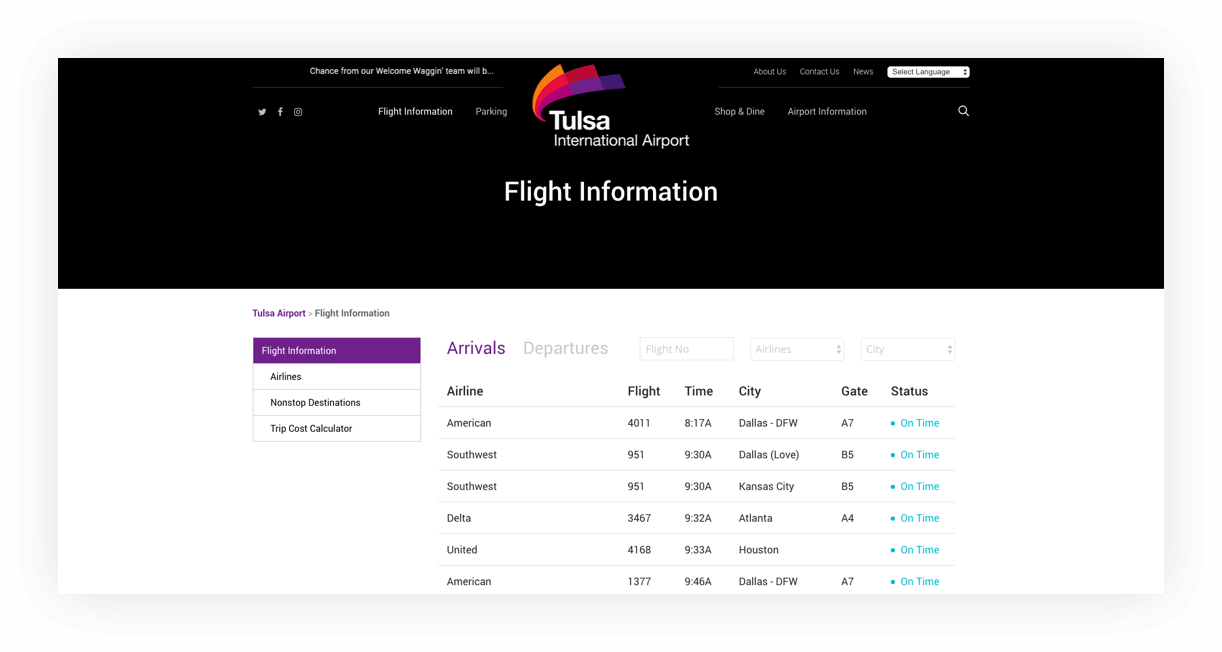 Chance from our Welcome Waggin' team will b...
About Us Contact Us News Select Language
Flight Information Parking
Tulsa
International Airport
Shop & Dine Airport Information
Flight Information
Tulsa Airport > Flight Information
Flight Information
Airlines
Nonstop Destinations
Trip Cost Calculator
Arrivals Departures Flight No Airlines City
Airline Flight Time City Gate Status
American 4011 8:17A Dallas - DFW A7 On Time
Southwest 951 9:30A Dallas (Love) B5 On Time
Southwest 951 9:30A Kansas City B5 On Time
Delta 3467 9:32A Atlanta A4 On Time
United 4168 9:33A Houston On Time
American 1377 9:46A Dallas - DFW A7 On Time